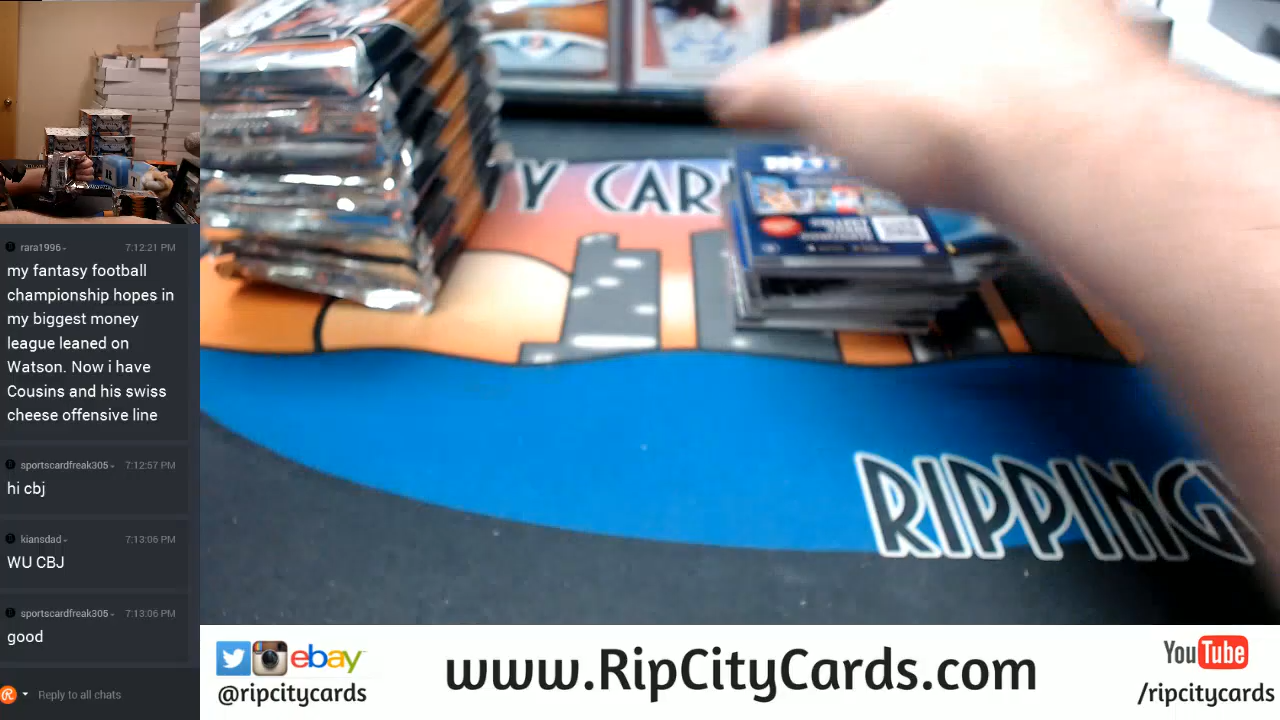 rara1996- 7:12:21 PM
my fantasy football
championship hopes in
my biggest money
league leaned on
Watson. Now i have
Cousins and his swiss
cheese offensive line
sportscardfreak305 - 7:12:57 PM
hi cbj
kiansdad- 7:13:06 PM
WU CBJ
sportscardfreak305 - 7:13:06 PM
good
Reply to all chats
Y CAR
RIPPING
ebay
@ripcitycards
www.RipCityCards.com
YouTube
/ripcitycards